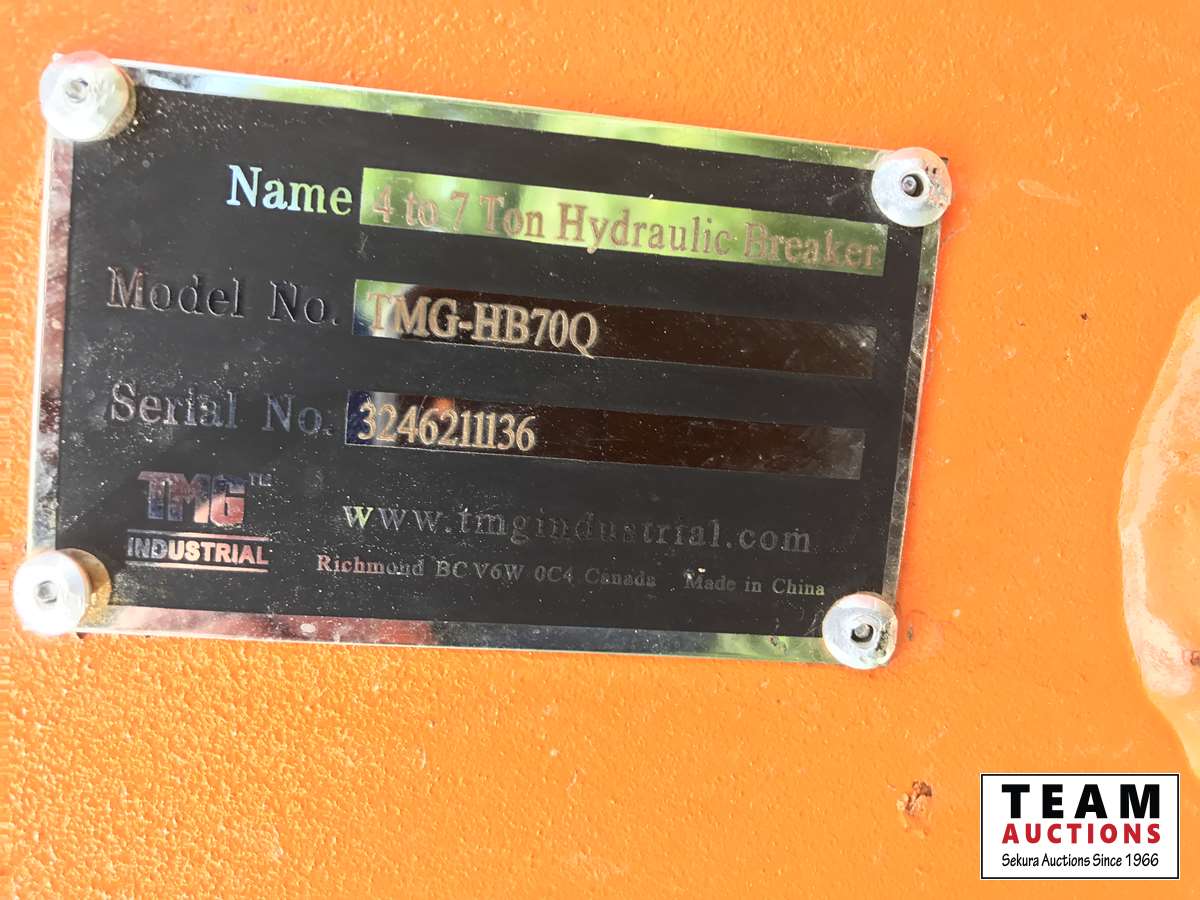 Name 4 to 7 Ton Hydraulic Breaker
Model No. TMG-HB70Q
Serial No. 3246211136
TMG™
INDUSTRIAL
www.tmgindustrial.com
Richmond BC V6W 0C4 Canada Made in China
TEAM
AUCTIONS
Sekura Auctions Since 1966